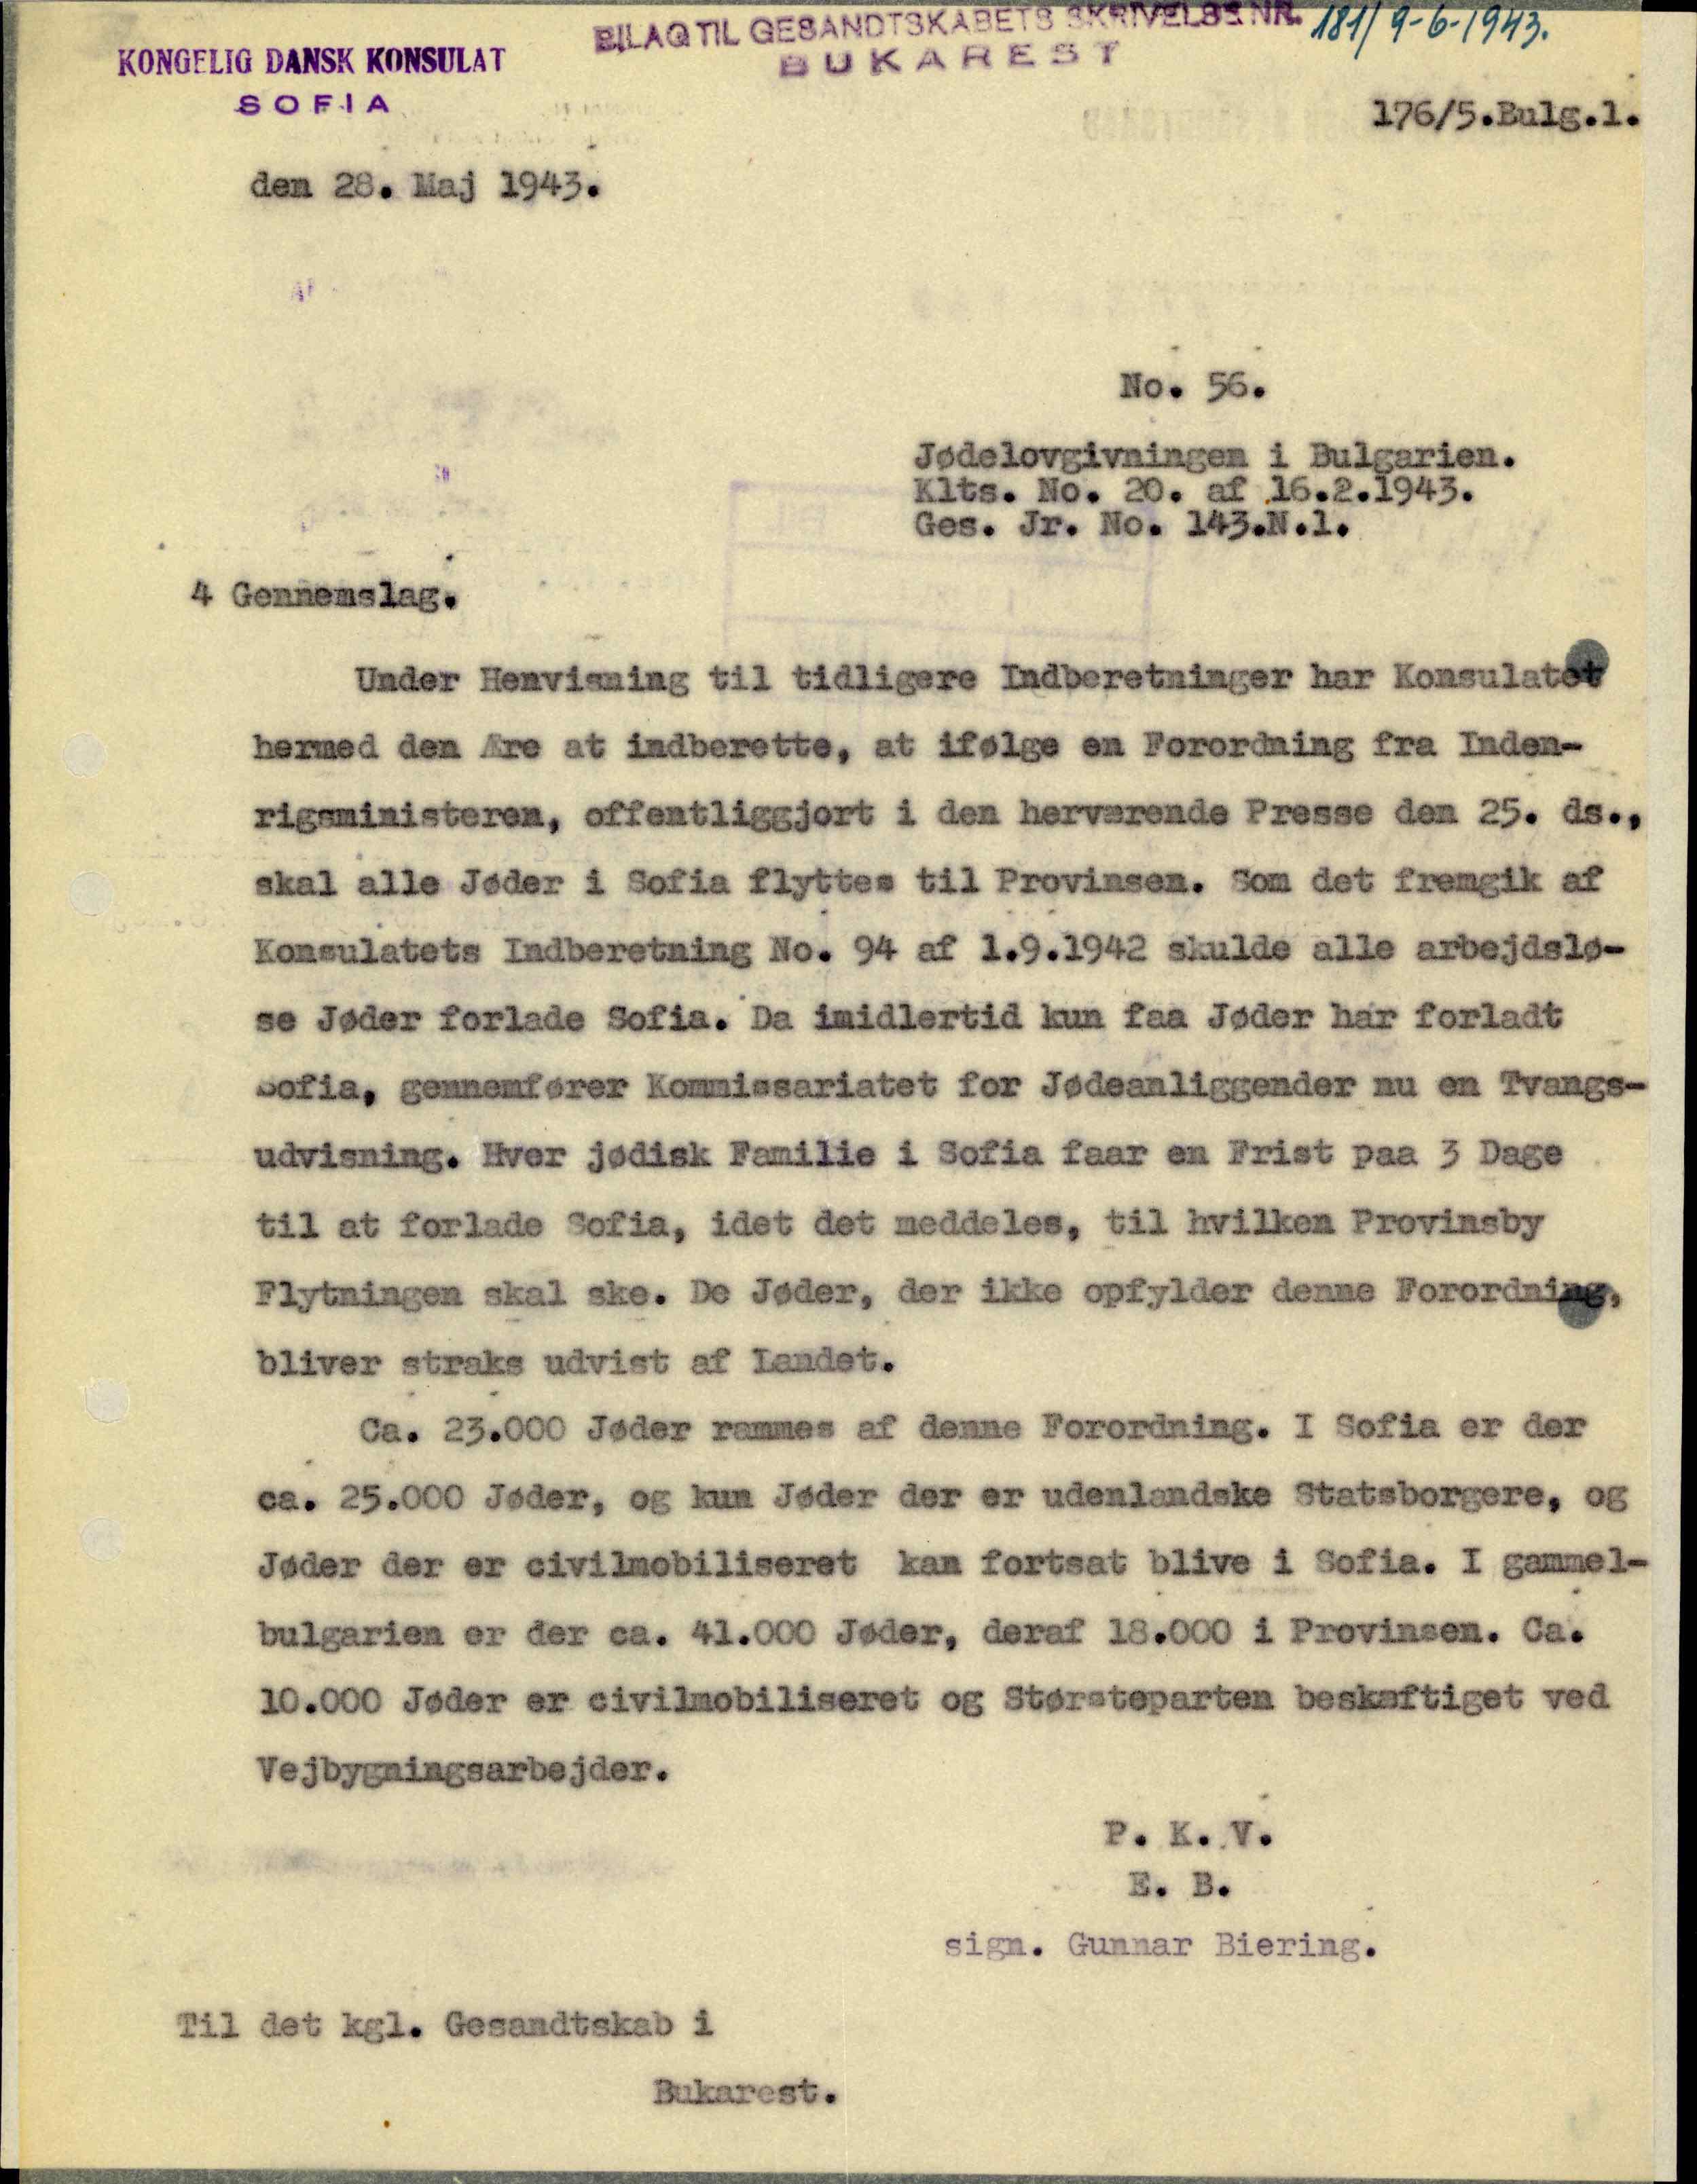 BILAG TIL GESANDTSKABETS SKRIVELSE NR. 181/ 9-6-1943.
BUKAREST
KONGELIG DANSK KONSULAT
SOFIA
176/5.Bulg.1.
den 28. Maj 1943.
No. 56.
Jødelovgivningen i Bulgarien.
Klts. No. 20. af 16.2.1943.
Ges. Jr. No. 143.N.1.
4 Gennemslag.
Under Henvisning til tidligere Indberetninger har Konsulatet
hermed den Ære at indberette, at ifølge en Forordning fra Inden-
rigsministeren, offentliggjort i den herværende Presse den 25. ds.,
skal alle Jøder i Sofia flyttes til Provinsen. Som det fremgik af
Konsulatets Indberetning No. 94 af 1.9.1942 skulde alle arbejdslø-
se Jøder forlade Sofia. Da imidlertid kun faa Jøder har forladt
Sofia, gennemfører Kommissariatet for Jødeanliggender nu en Tvangs-
udvisning. Hver jødisk Familie i Sofia faar en Frist paa 3 Dage
til at forlade Sofia, idet det meddeles, til hvilken Provinsby
Flytningen skal ske. De Jøder, der ikke opfylder denne Forordning,
bliver straks udvist af Landet.
Ca. 23.000 Jøder rammes af denne Forordning. I Sofia er der
ca. 25.000 Jøder, og kun Jøder der er udenlandske Statsborgere, og
Jøder der er civilmobiliseret kan fortsat blive i Sofia. I gammel-
bulgarien er der ca. 41.000 Jøder, deraf 18.000 i Provinsen. Ca.
10.000 Jøder er civilmobiliseret og Størsteparten beskæftiget ved
Vejbygningsarbejder.
P. K. V.
E. B.
sign. Gunnar Biering.
Til det kgl. Gesandtskab i
Bukarest.